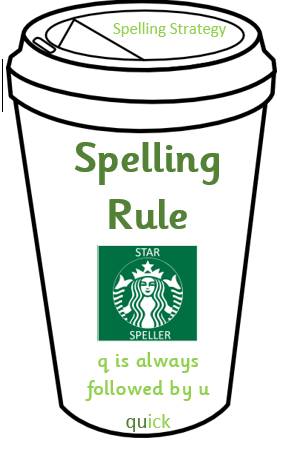 Spelling Strategy
Spelling
Rule
STAR
SPELLER
q is always
followed by u
quick